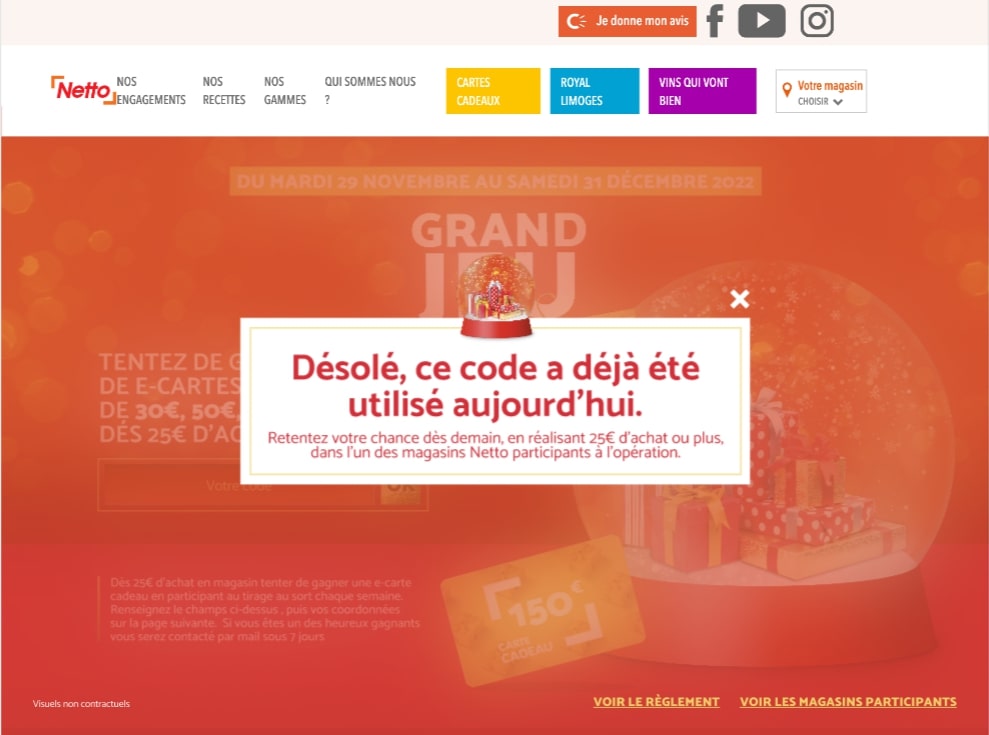 Je donne mon avis
Netto
NOS
ENGAGEMENTS
NOS
RECETTES
NOS
GAMMES
QUI SOMMES NOUS
?
CARTES
CADEAUX
ROYAL
LIMOGES
VINS QUI VONT
BIEN
Votre magasin
CHOISIR
DU MARDI 29 NOVEMBRE AU SAMEDI 31 DÉCEMBRE 2022
GRAND
JEU
TENTEZ DE G
DE E-CARTES
DE 30€, 50€,
DÈS 25€ D'AC
Désolé, ce code a déjà été
utilisé aujourd'hui.
Retentez votre chance dès demain, en réalisant 25€ d'achat ou plus,
dans l'un des magasins Netto participants à l'opération.
Votre code
OK
Dès 25€ d'achat en magasin tenter de gagner une e-carte
cadeau en participant au tirage au sort chaque semaine.
Renseignez le champs ci-dessus , puis vos coordonnées
sur la page suivante. Si vous êtes un des heureux gagnants
vous serez contacté par mail sous 7 jours
150€
CARTE
CADEAU
Visuels non contractuels
VOIR LE RÈGLEMENT
VOIR LES MAGASINS PARTICIPANTS